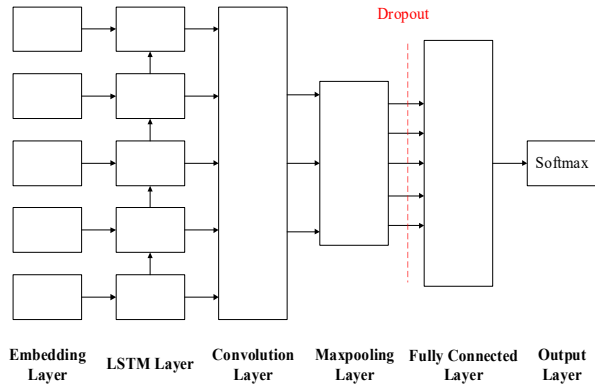 Dropout
Softmax
Embedding
Layer
LSTM Layer
Convolution
Layer
Maxpooling
Layer
Fully Connected
Layer
Output
Layer